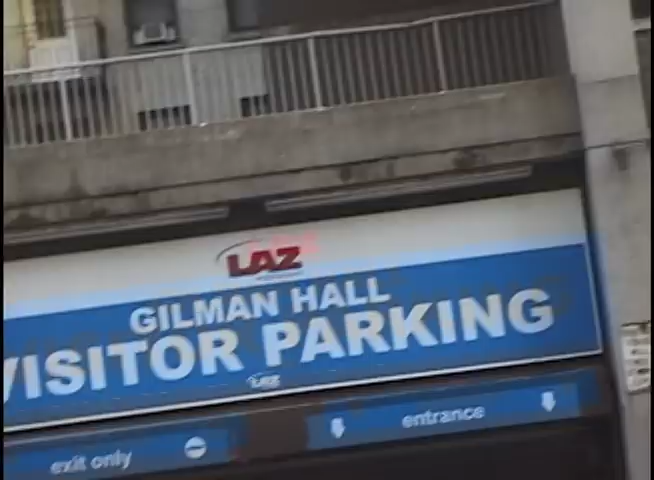 LAZ
GILMAN HALL
VISITOR PARKING
LAZ
exit only
entrance